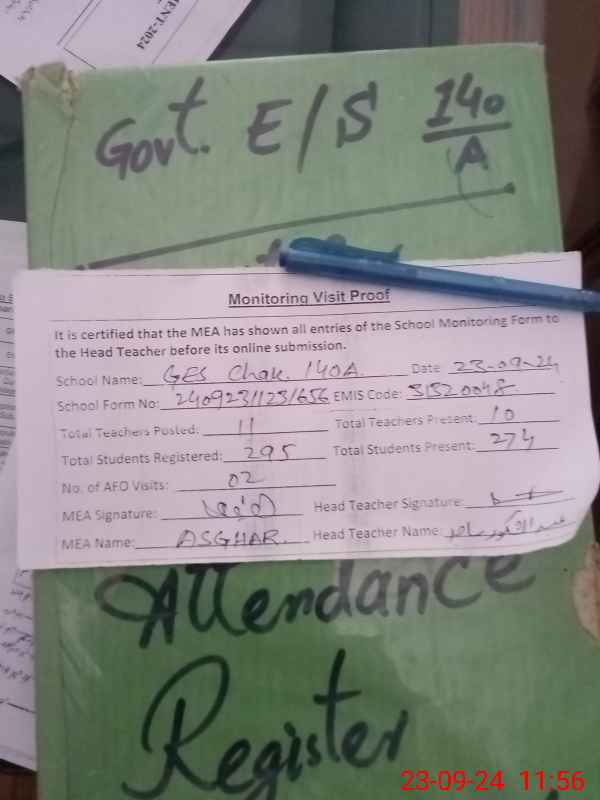 MENT-2024
Govt. E/S 140/A
Monitoring Visit Proof
It is certified that the MEA has shown all entries of the School Monitoring Form to
the Head Teacher before its online submission.
School Name: GES Chak. 140A. Date: 23-09-24
School Form No: 24092311231656 EMIS Code: 31320048
Total Teachers Posted: 11 Total Teachers Present: 10
Total Students Registered: 295 Total Students Present: 274
No. of AFO Visits: 02
MEA Signature: Head Teacher Signature:
MEA Name: ASGHAR. Head Teacher Name:
Attendance
Register
23-09-24 11:56